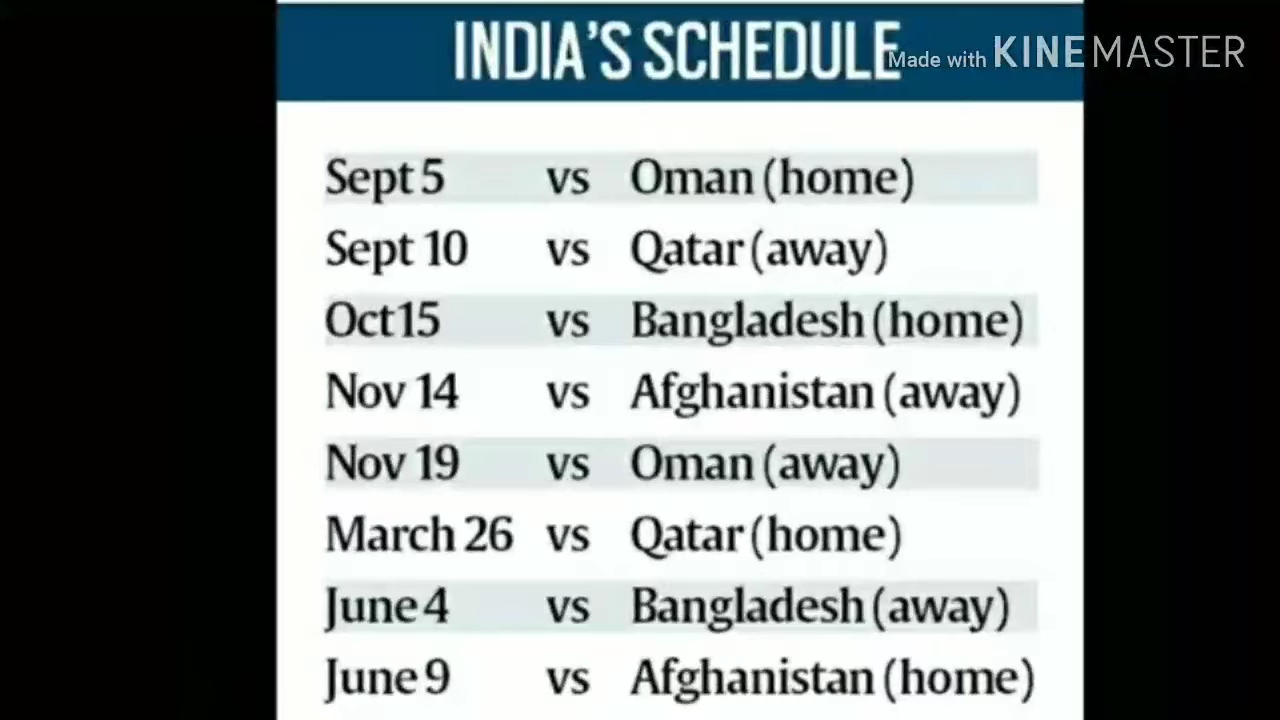 INDIA'S SCHEDULE
Made with KINEMASTER
Sept 5 vs Oman (home)
Sept 10 vs Qatar (away)
Oct 15 vs Bangladesh (home)
Nov 14 vs Afghanistan (away)
Nov 19 vs Oman (away)
March 26 vs Qatar (home)
June 4 vs Bangladesh (away)
June 9 vs Afghanistan (home)